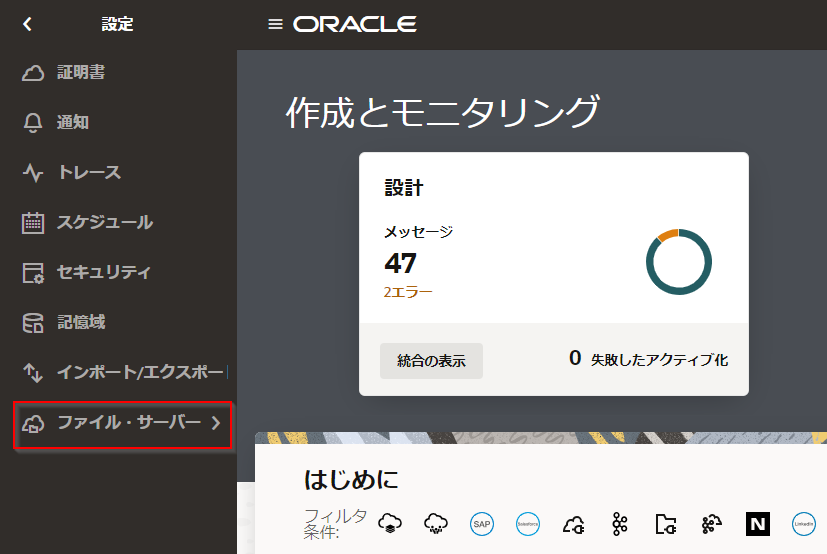 設定
証明書
通知
トレース
スケジュール
セキュリティ
記憶域
インポート/エクスポー
ファイル・サーバー
ORACLE
作成とモニタリング
設計
メッセージ
47
2エラー
統合の表示
0 失敗したアクティブ化
はじめに
フィルタ
条件:
SAP
Salesforce
N
LinkedIn